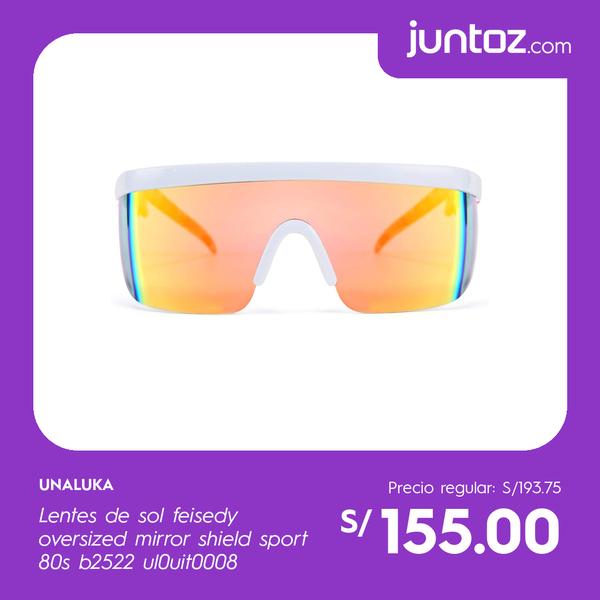 juntoz.com
UNALUKA
Lentes de sol feisedy
oversized mirror shield sport
80s b2522 ul0uit0008
Precio regular: S/193.75
S/155.00